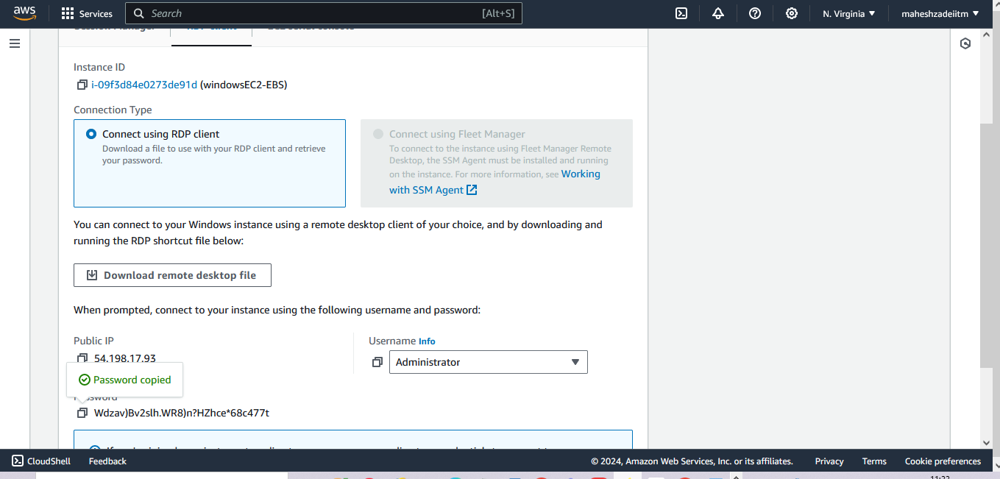 aws
Services
Search
[Alt+S]
N. Virginia
maheshzadeiitm
Instance ID
i-09f3d84e0273de91d (windowsEC2-EBS)
Connection Type
Connect using RDP client
Download a file to use with your RDP client and retrieve
your password.
Connect using Fleet Manager
To connect to the instance using Fleet Manager Remote
Desktop, the SSM Agent must be installed and running
on the instance. For more information, see Working
with SSM Agent
You can connect to your Windows instance using a remote desktop client of your choice, and by downloading and
running the RDP shortcut file below:
Download remote desktop file
When prompted, connect to your instance using the following username and password:
Public IP
54.198.17.93
Username Info
Administrator
Password copied
Password
Wdzav)Bv2slh.WR8)n?HZhce*68c477t
CloudShell
Feedback
© 2024, Amazon Web Services, Inc. or its affiliates.
Privacy
Terms
Cookie preferences